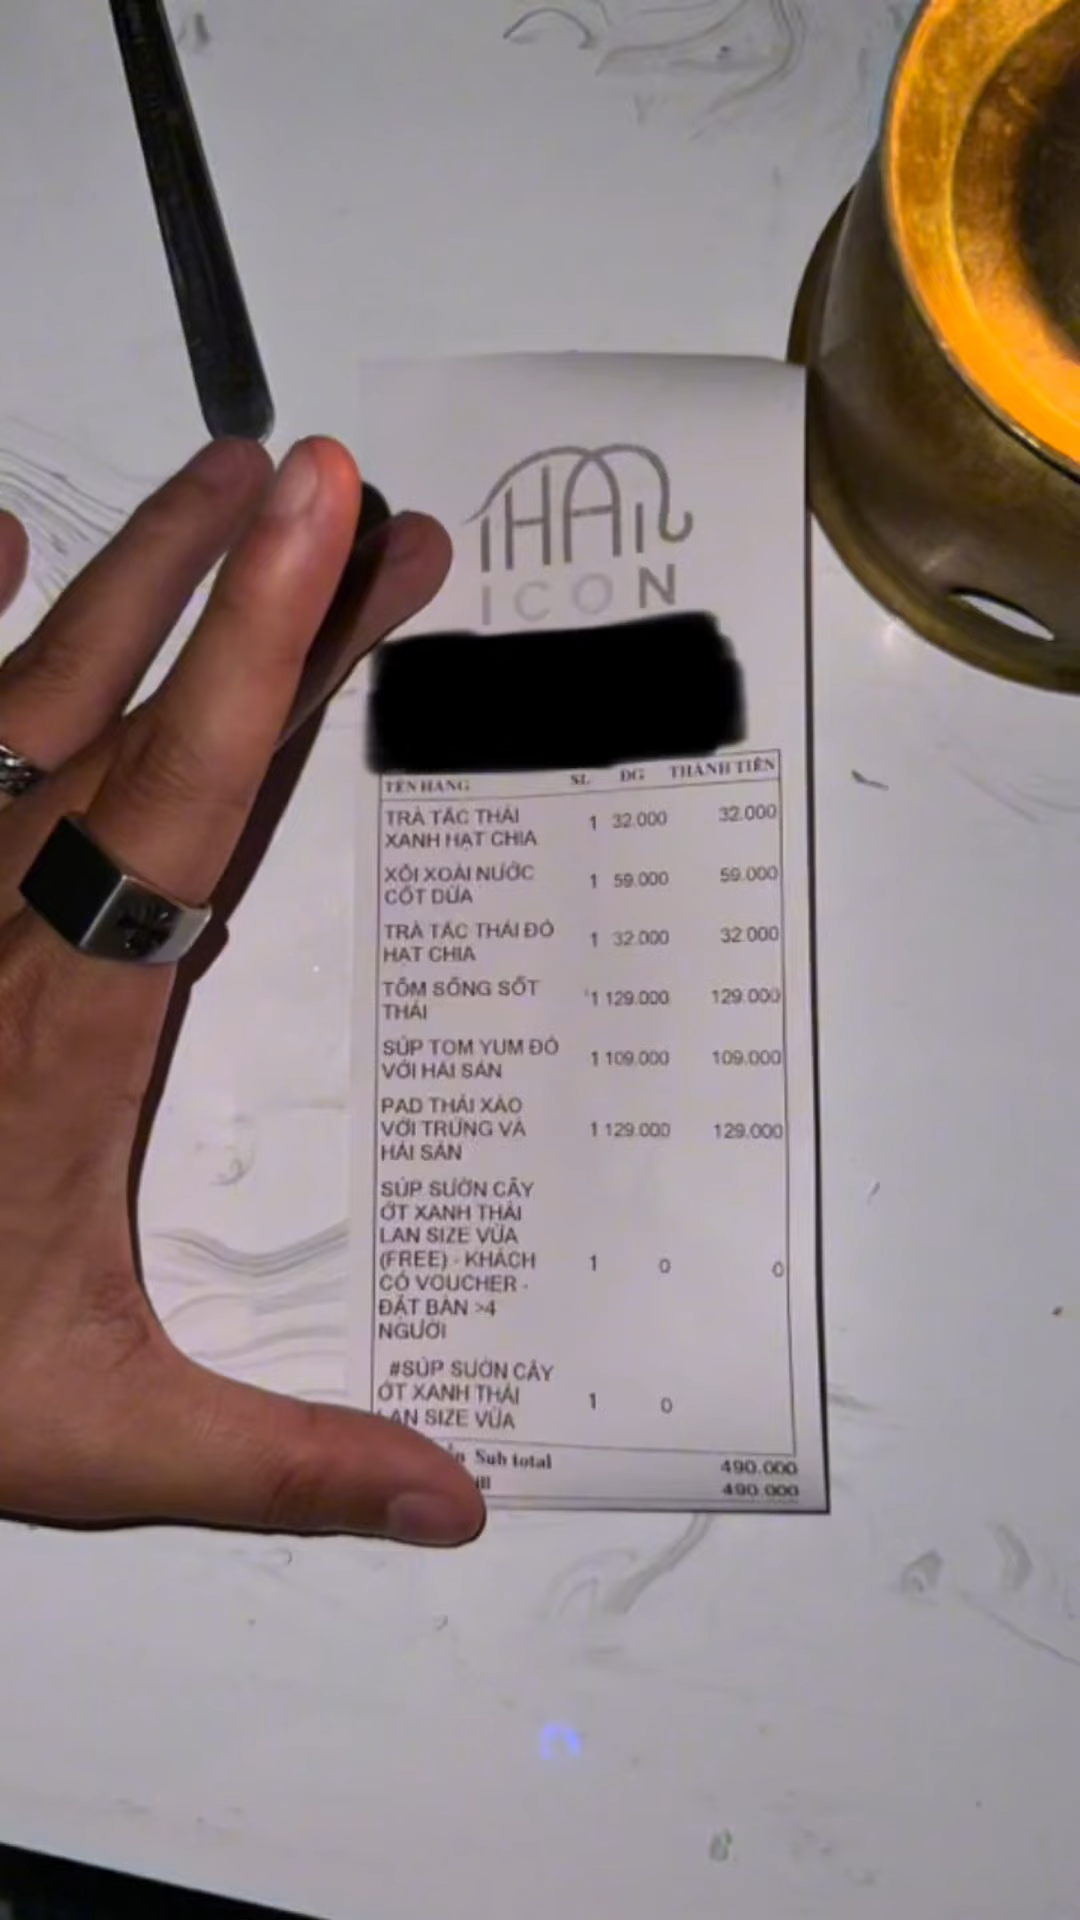 THAI
ICON
TÊN HÀNG SL ĐG THÀNH TIỀN
TRÀ TẮC THÁI
XANH HẠT CHIA 1 32.000 32.000
XÔI XOÀI NƯỚC
CỐT DỪA 1 59.000 59.000
TRÀ TẮC THÁI ĐỎ
HẠT CHIA 1 32.000 32.000
TÔM SỐNG SỐT
THÁI 1 129.000 129.000
SÚP TOM YUM ĐỎ
VỚI HẢI SẢN 1 109.000 109.000
PAD THÁI XÀO
VỚI TRỨNG VÀ 1 129.000 129.000
HẢI SẢN
SÚP SƯỜN CÂY
ỚT XANH THÁI
LAN SIZE VỪA
(FREE) - KHÁCH 1 0 0
CÓ VOUCHER -
ĐẶT BÀN >4
NGƯỜI
#SÚP SƯỜN CÂY
ỚT XANH THÁI 1 0
LAN SIZE VỪA
Sub total 490.000
490.000